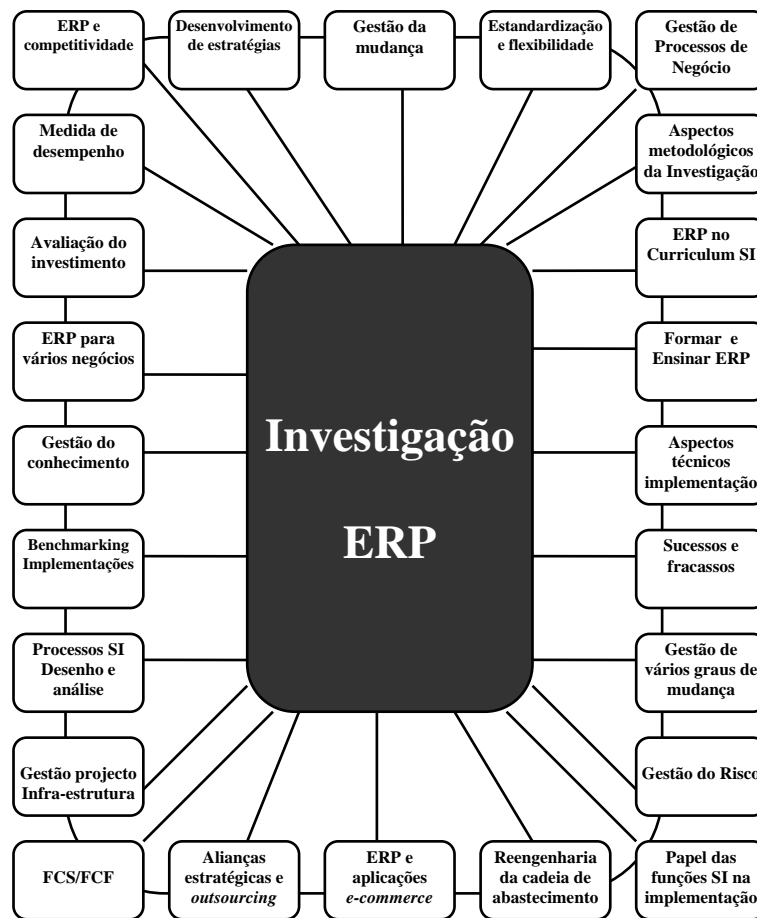 ERP e
competitividade
Desenvolvimento
de estratégias
Gestão da
mudança
Estandardização
e flexibilidade
Gestão de
Processos de
Negócio
Medida de
desempenho
Aspectos
metodológicos
da Investigação
Avaliação do
investimento
ERP no
Curriculum SI
ERP para
vários negócios
Formar e
Ensinar ERP
Investigação
ERP
Gestão do
conhecimento
Aspectos
técnicos
implementação
Benchmarking
Implementações
Sucessos e
fracassos
Processos SI
Desenho e
análise
Gestão de
vários graus de
mudança
Gestão projecto
Infra-estrutura
Gestão do Risco
FCS/FCF
Alianças
estratégicas e
outsourcing
ERP e
aplicações
e-commerce
Reengenharia
da cadeia de
abastecimento
Papel das
funções SI na
implementação